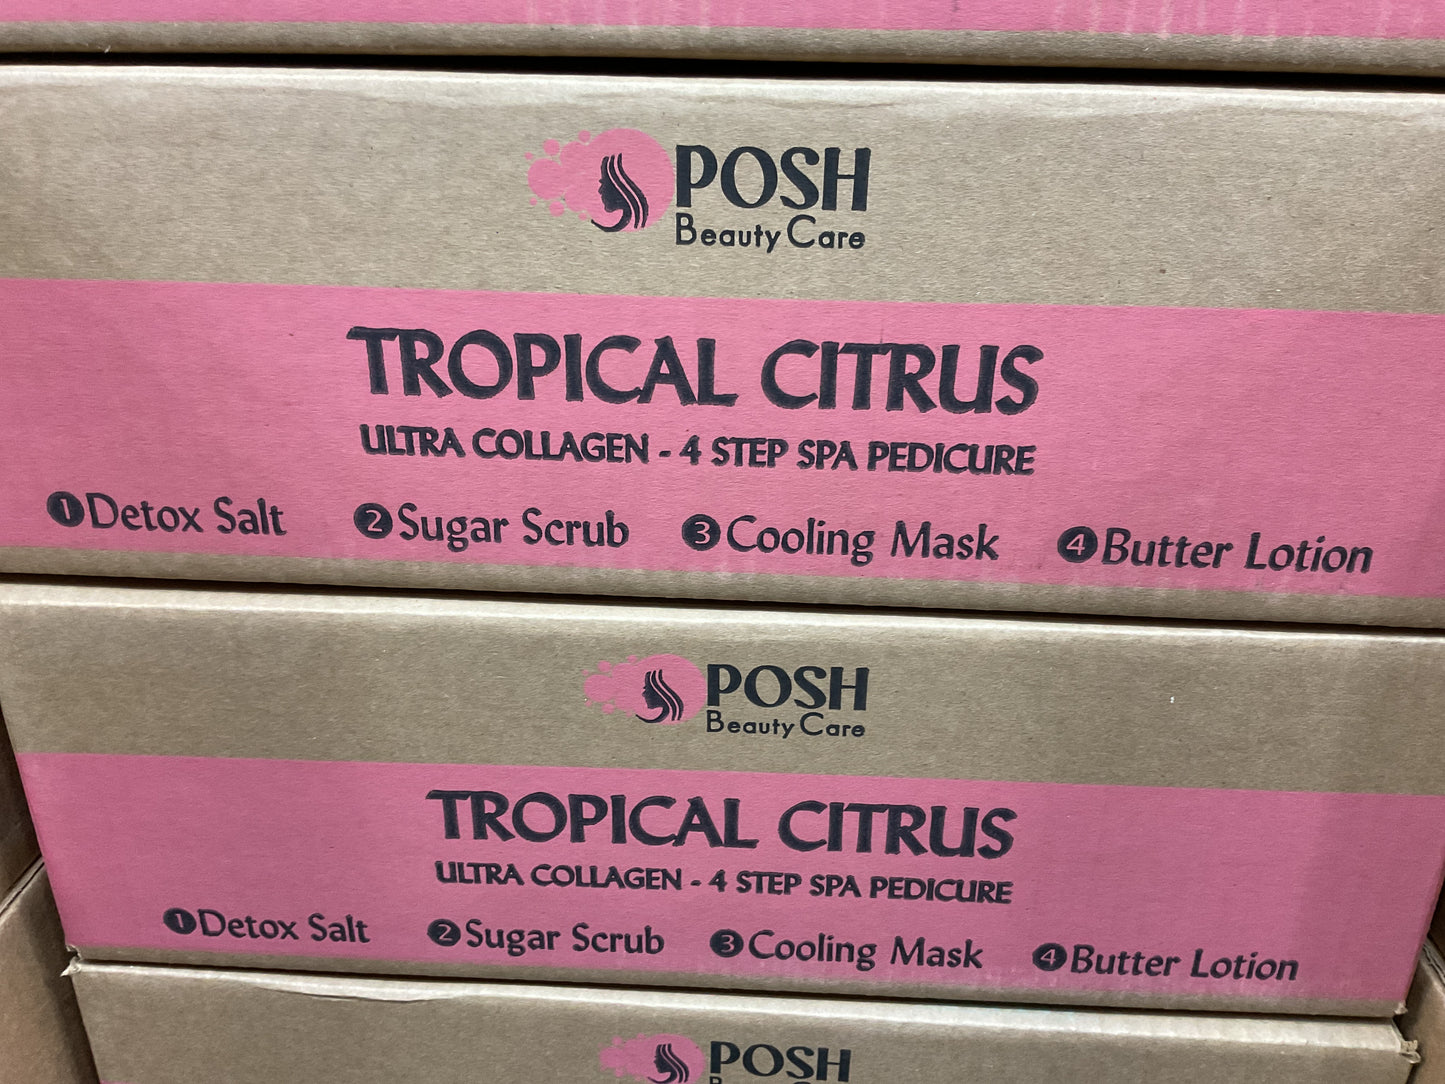 POSH
Beauty Care
TROPICAL CITRUS
ULTRA COLLAGEN - 4 STEP SPA PEDICURE
1 Detox Salt 2 Sugar Scrub 3 Cooling Mask 4 Butter Lotion
POSH
Beauty Care
TROPICAL CITRUS
ULTRA COLLAGEN - 4 STEP SPA PEDICURE
1 Detox Salt 2 Sugar Scrub 3 Cooling Mask 4 Butter Lotion
POSH